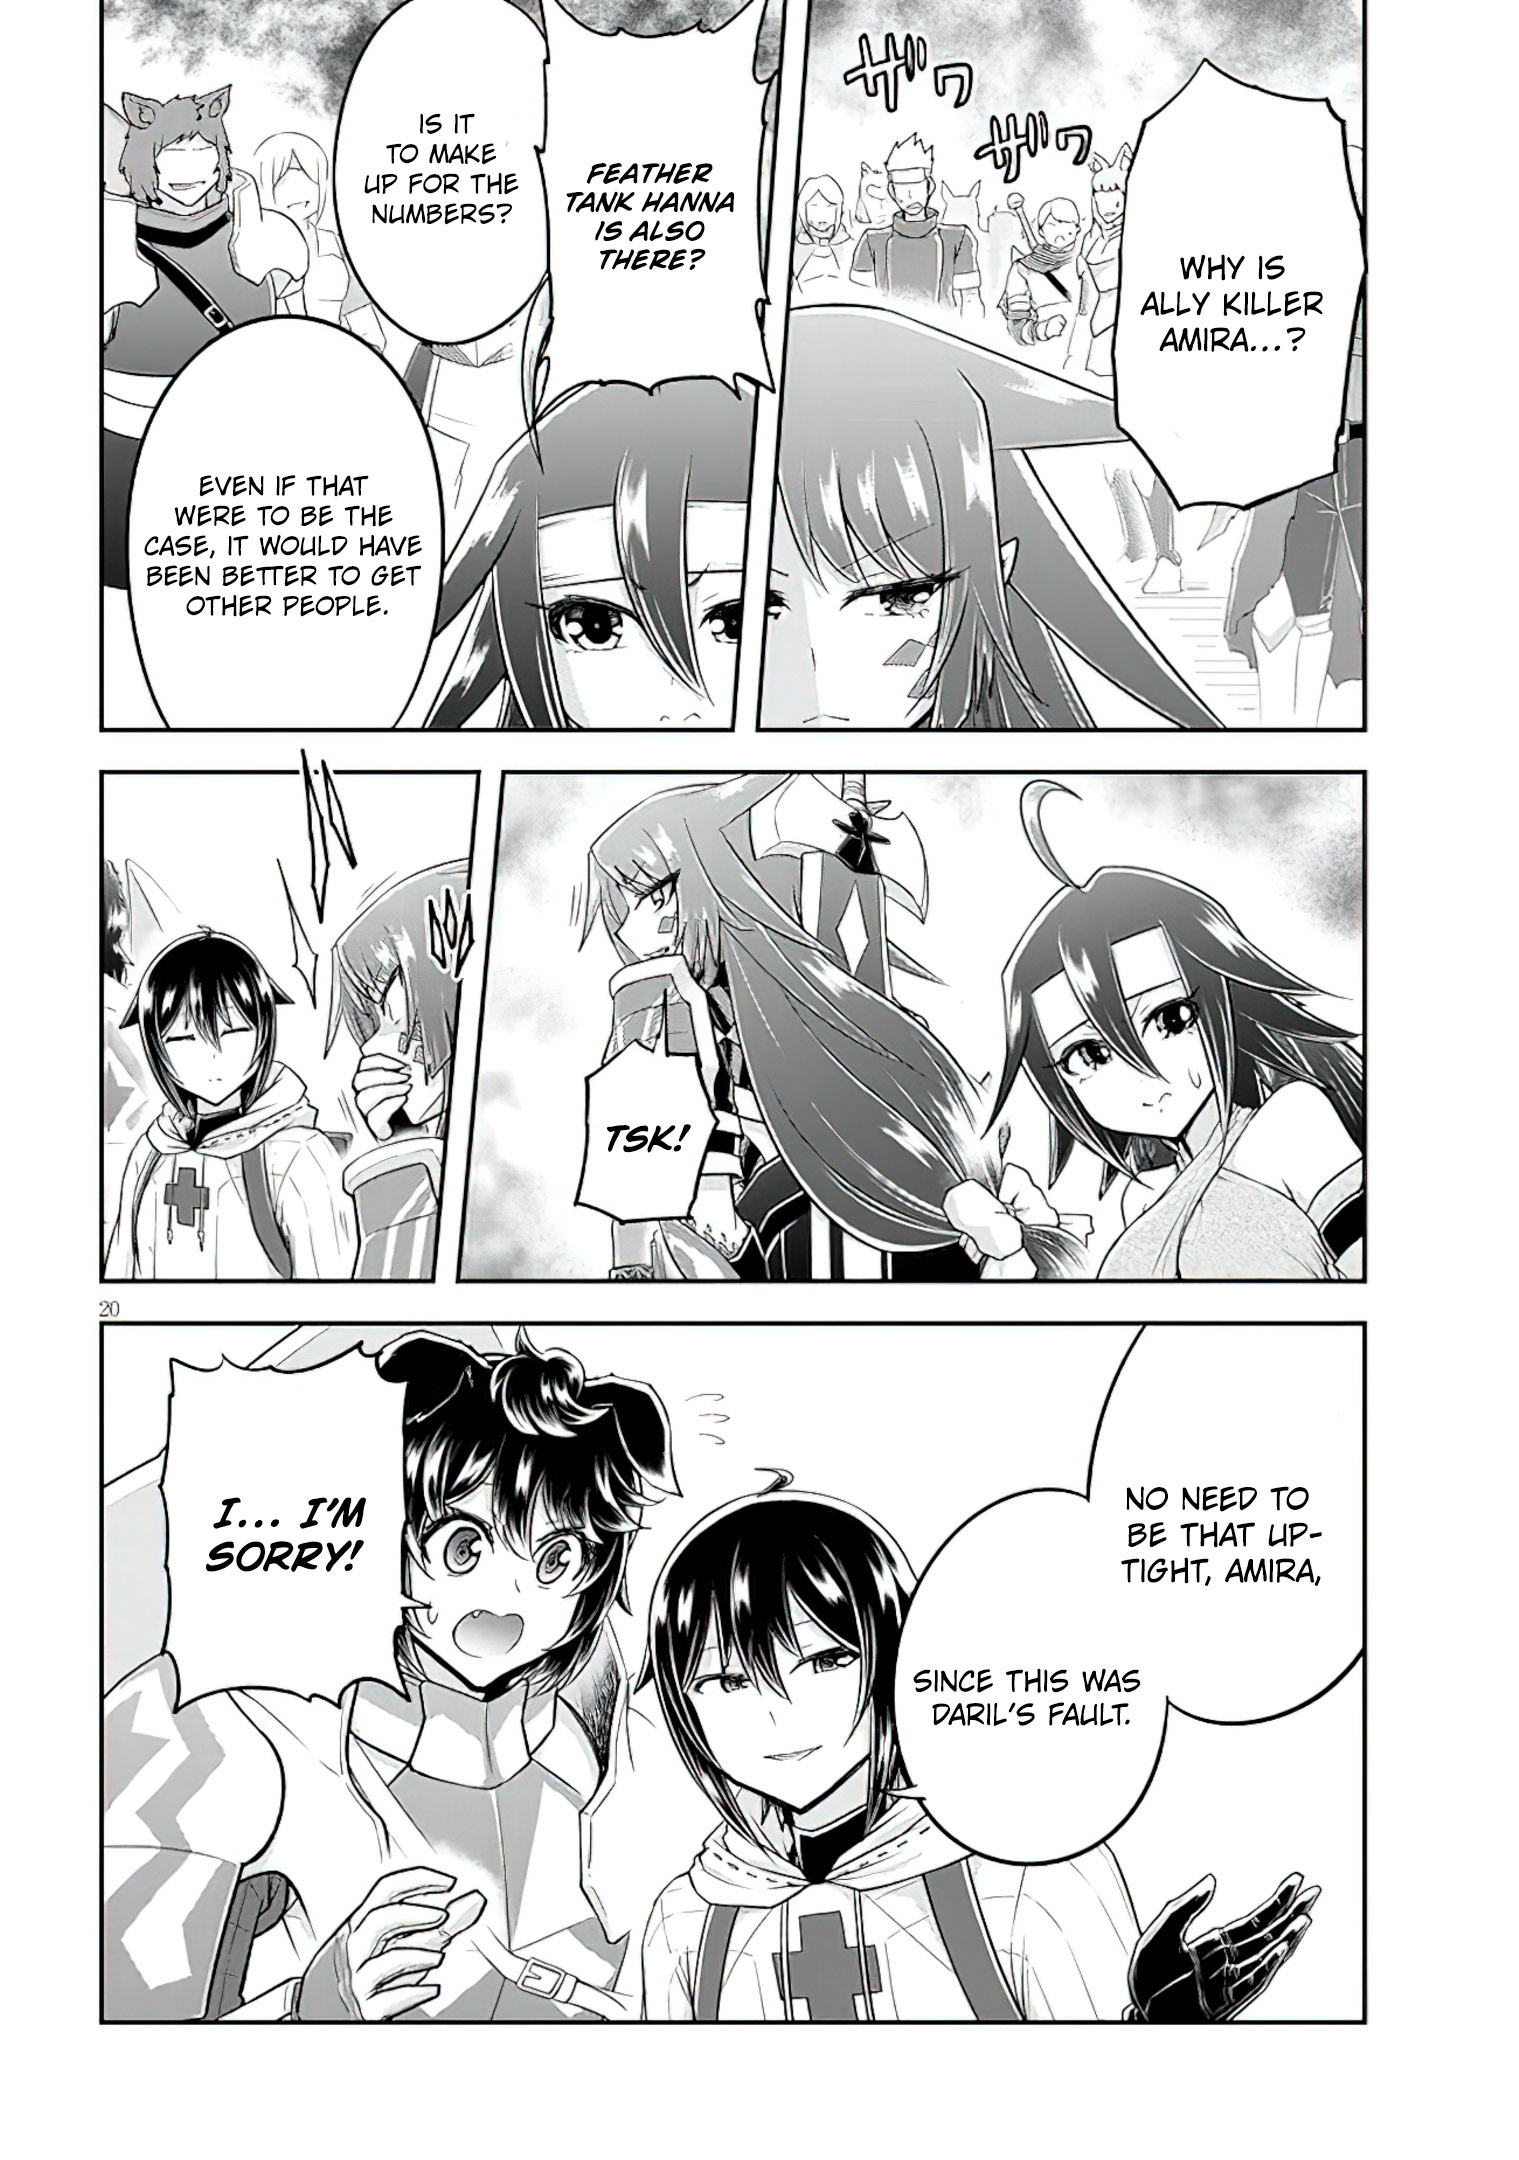 ザワ
ザワ
WHY IS
ALLY KILLER
AMIRA...?
FEATHER
TANK HANNA
IS ALSO
THERE?
IS IT
TO MAKE
UP FOR THE
NUMBERS?
EVEN IF THAT
WERE TO BE THE
CASE, IT WOULD HAVE
BEEN BETTER TO GET
OTHER PEOPLE.
TSK!
20
NO NEED TO
BE THAT UP-
TIGHT, AMIRA,
SINCE THIS WAS
DARIL'S FAULT.
I... I'M
SORRY!